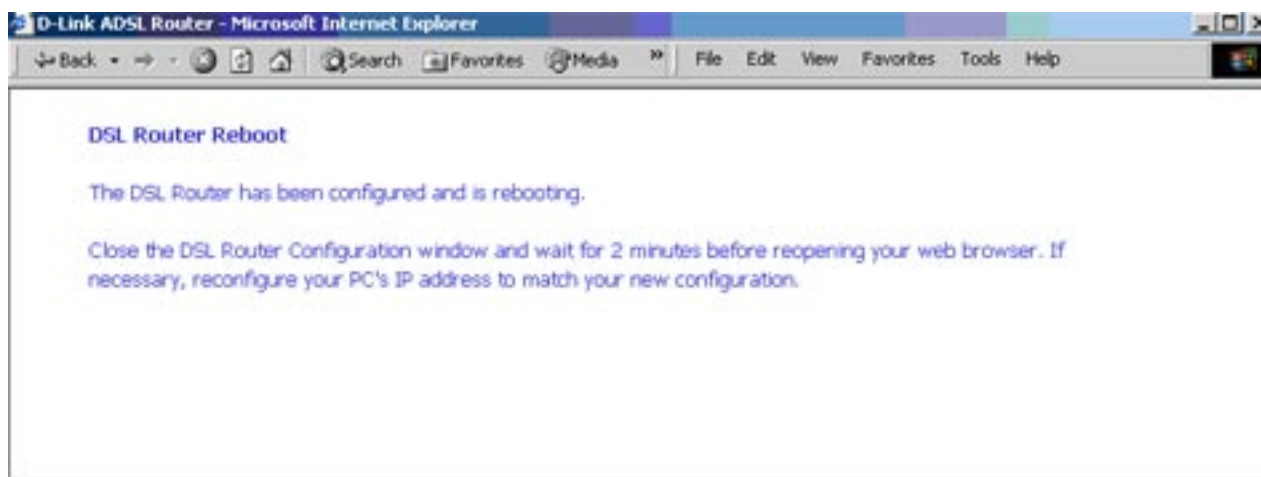 D-Link ADSL Router - Microsoft Internet Explorer
Back Search Favorites Media » File Edit View Favorites Tools Help
DSL Router Reboot
The DSL Router has been configured and is rebooting.
Close the DSL Router Configuration window and wait for 2 minutes before reopening your web browser. If
necessary, reconfigure your PC's IP address to match your new configuration.